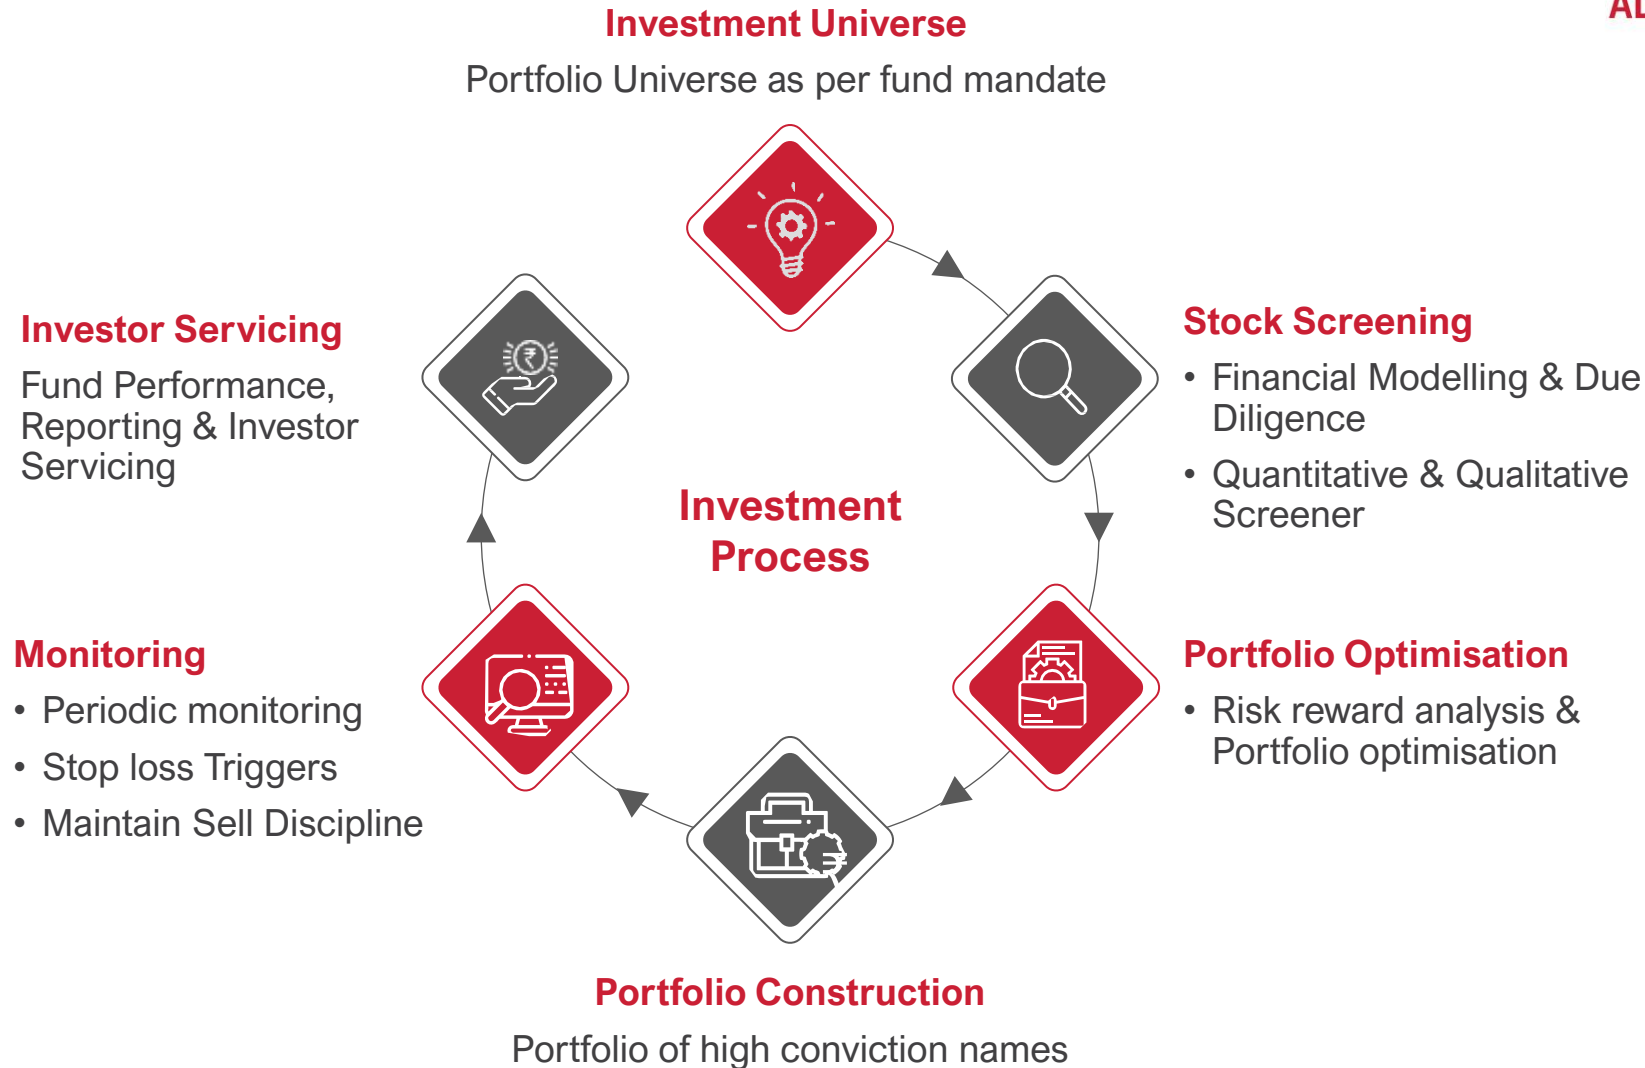 Investment Universe
Portfolio Universe as per fund mandate
Stock Screening
• Financial Modelling & Due
Diligence
• Quantitative & Qualitative
Screener
Portfolio Optimisation
• Risk reward analysis &
Portfolio optimisation
Portfolio Construction
Portfolio of high conviction names
Monitoring
• Periodic monitoring
• Stop loss Triggers
• Maintain Sell Discipline
Investor Servicing
Fund Performance,
Reporting & Investor
Servicing
Investment
Process